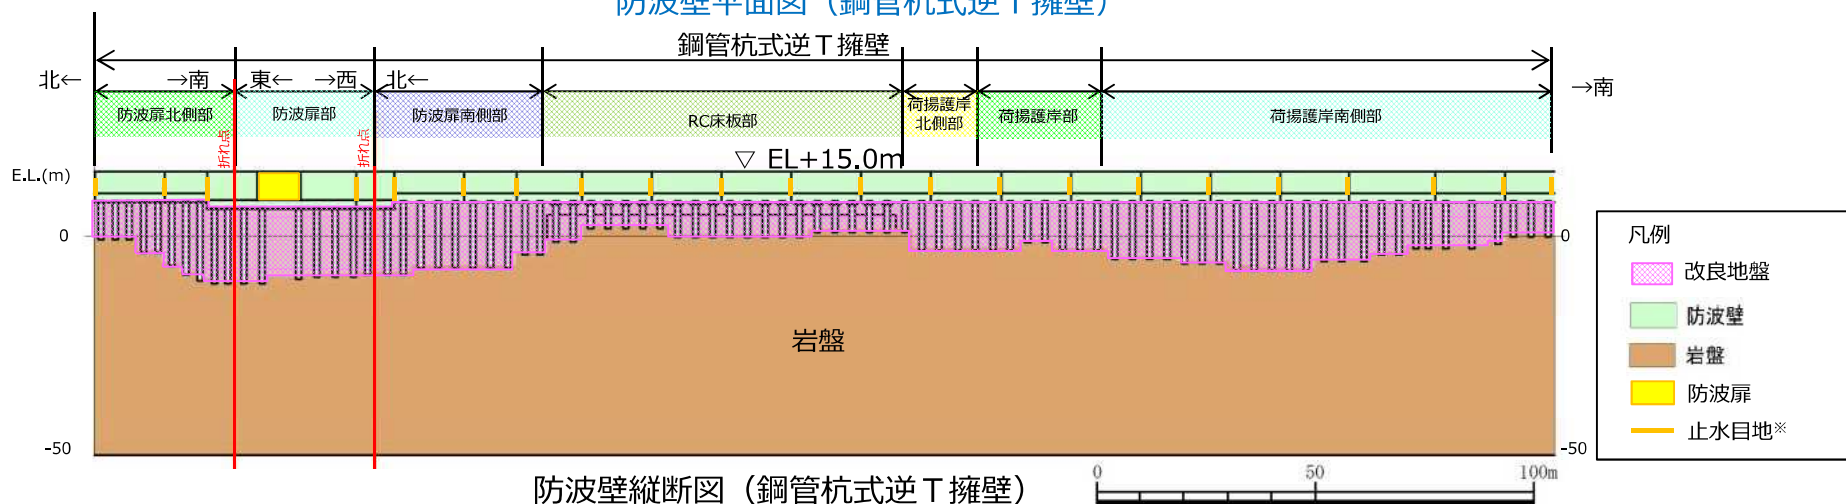 防波壁平面図（鋼管杭式逆Ｔ擁壁）
鋼管杭式逆Ｔ擁壁
北←
→南
東←
→西
北←
→南
防波扉北側部
防波扉部
防波扉南側部
RC床板部
荷揚護岸
北側部
荷揚護岸部
荷揚護岸南側部
折れ点
折れ点
▽ EL+15.0m
E.L.(m)
0
0
岩盤
-50
-50
凡例
改良地盤
防波壁
岩盤
防波扉
止水目地※
防波壁縦断図（鋼管杭式逆Ｔ擁壁）
0
50
100m